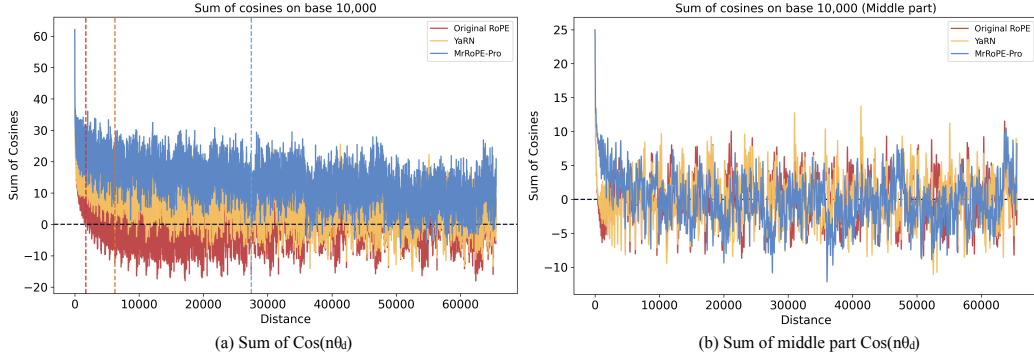 Sum of cosines on base 10,000
Original RoPE
YaRN
MrRoPE-Pro
Sum of Cosines
60
50
40
30
20
10
0
−10
−20
0
10000
20000
30000
40000
50000
60000
Distance
(a) Sum of Cos(nθd)
Sum of cosines on base 10,000 (Middle part)
Original RoPE
YaRN
MrRoPE-Pro
Sum of Cosines
25
20
15
10
5
0
−5
−10
0
10000
20000
30000
40000
50000
60000
Distance
(b) Sum of middle part Cos(nθd)